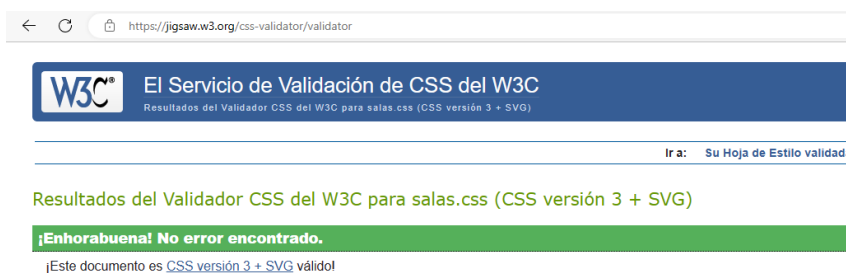 https://jigsaw.w3.org/css-validator/validator
W3C® El Servicio de Validación de CSS del W3C
Resultados del Validador CSS del W3C para salas.css (CSS versión 3 + SVG)
Ir a: Su Hoja de Estilo validad
Resultados del Validador CSS del W3C para salas.css (CSS versión 3 + SVG)
¡Enhorabuena! No error encontrado.
¡Este documento es CSS versión 3 + SVG válido!